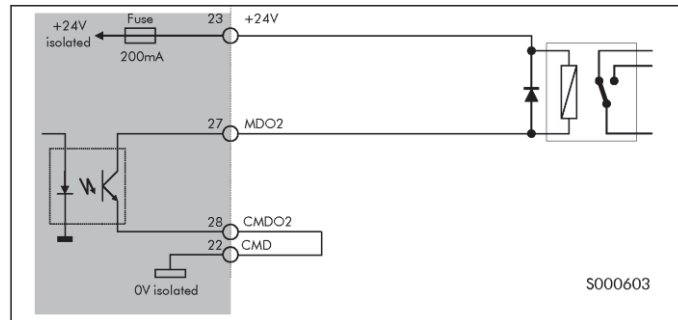 +24V
isolated
Fuse
200mA
23 +24V
27 MDO2
28 CMDO2
22 CMD
0V isolated
S000603